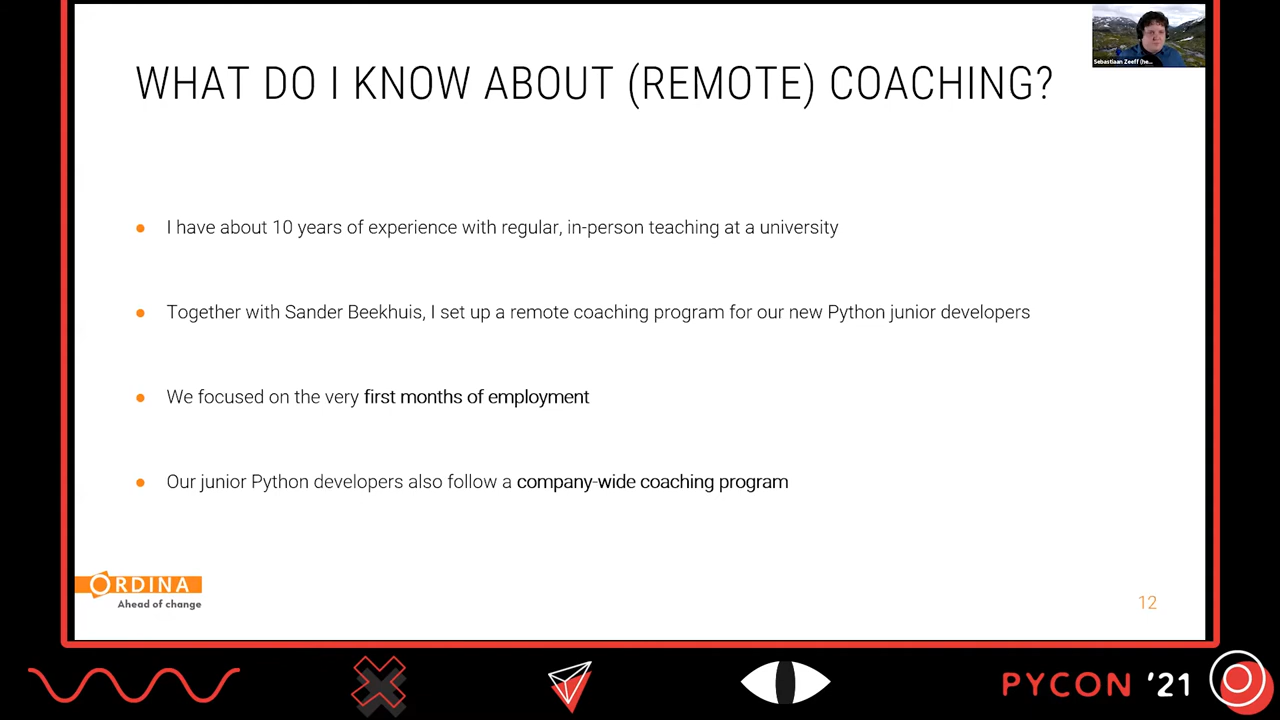 WHAT DO I KNOW ABOUT (REMOTE) COACHING?
Sebastiaan Zeeff (he...
I have about 10 years of experience with regular, in-person teaching at a university
Together with Sander Beekhuis, I set up a remote coaching program for our new Python junior developers
We focused on the very first months of employment
Our junior Python developers also follow a company-wide coaching program
ORDINA
Ahead of change
12
PYCON '21